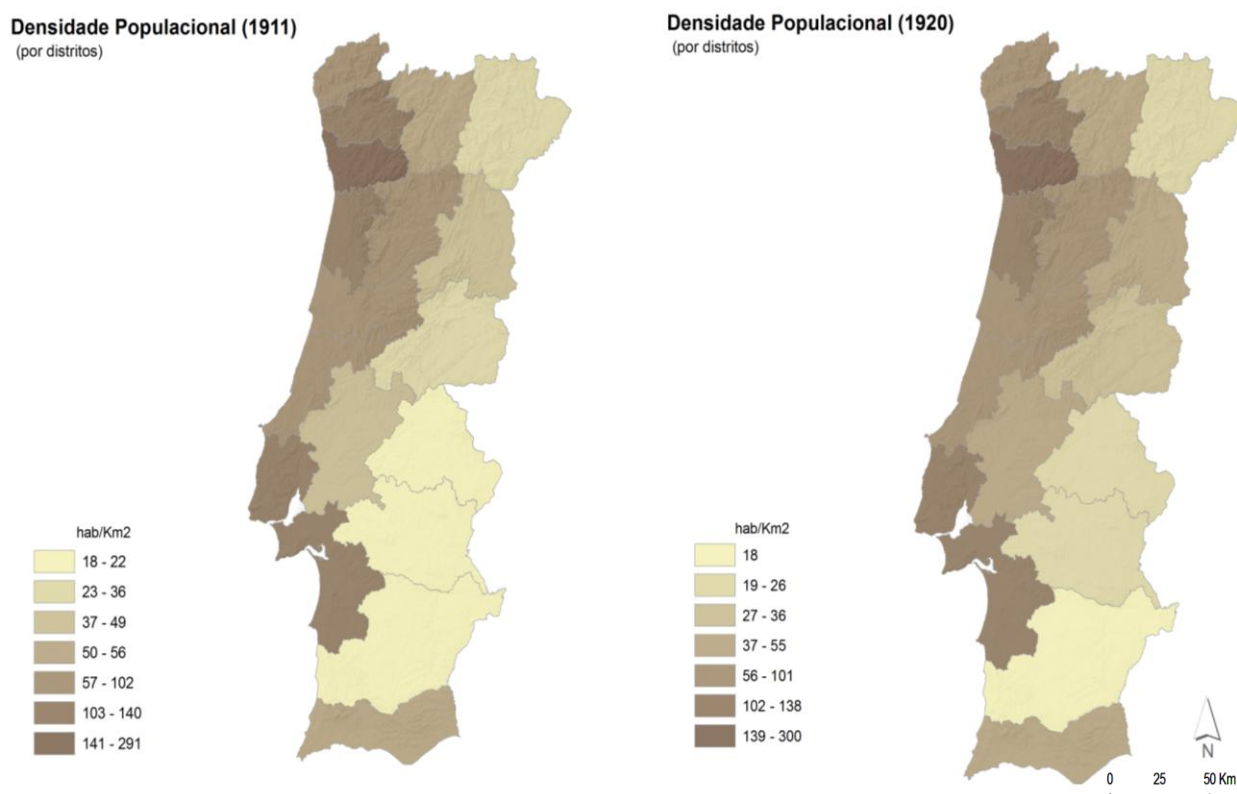 Densidade Populacional (1911)
(por distritos)
hab/Km2
18 - 22
23 - 36
37 - 49
50 - 56
57 - 102
103 - 140
141 - 291
Densidade Populacional (1920)
(por distritos)
hab/Km2
18
19 - 26
27 - 36
37 - 55
56 - 101
102 - 138
139 - 300
N
0 25 50 Km